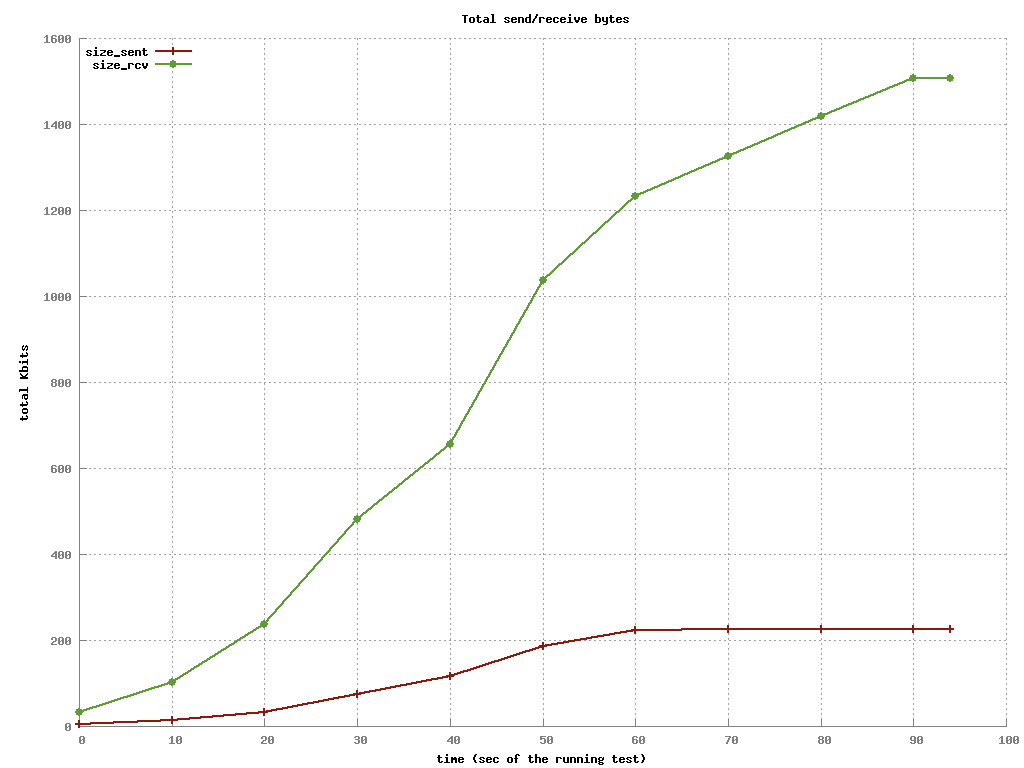 Total send/receive bytes
size_sent
size_rcv
1600
1400
1200
1000
800
600
400
200
0
total Kbits
0 10 20 30 40 50 60 70 80 90 100
time (sec of the running test)